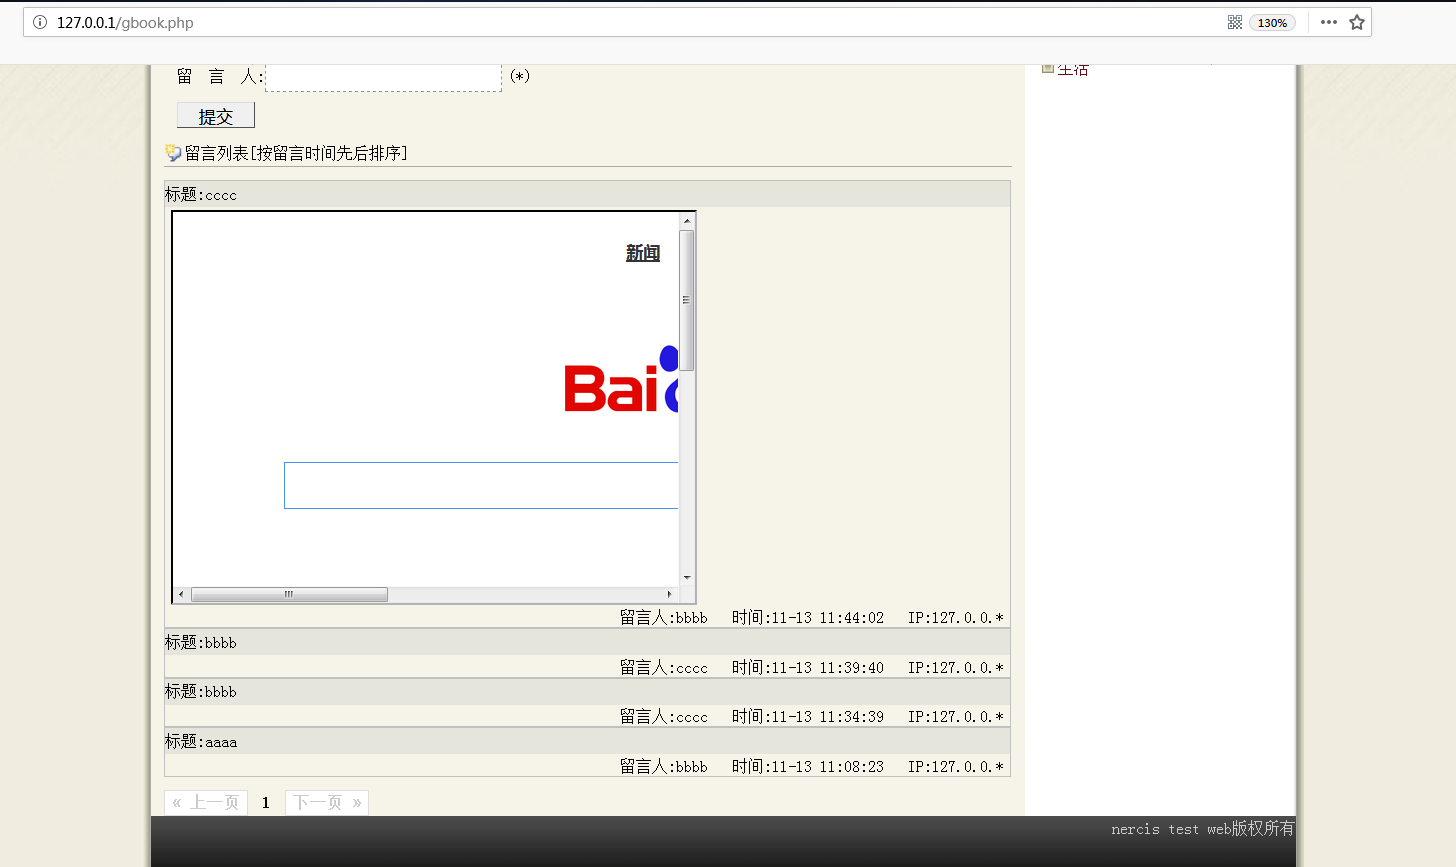 127.0.0.1/gbook.php
130%
留 言 人: (*)
生活
提交
留言列表[按留言时间先后排序]
标题:cccc
新闻
Bai
留言人:bbbb 时间:11-13 11:44:02 IP:127.0.0.*
标题:bbbb
留言人:cccc 时间:11-13 11:39:40 IP:127.0.0.*
标题:bbbb
留言人:cccc 时间:11-13 11:34:39 IP:127.0.0.*
标题:aaaa
留言人:bbbb 时间:11-13 11:08:23 IP:127.0.0.*
« 上一页 1 下一页 »
nercis test web版权所有